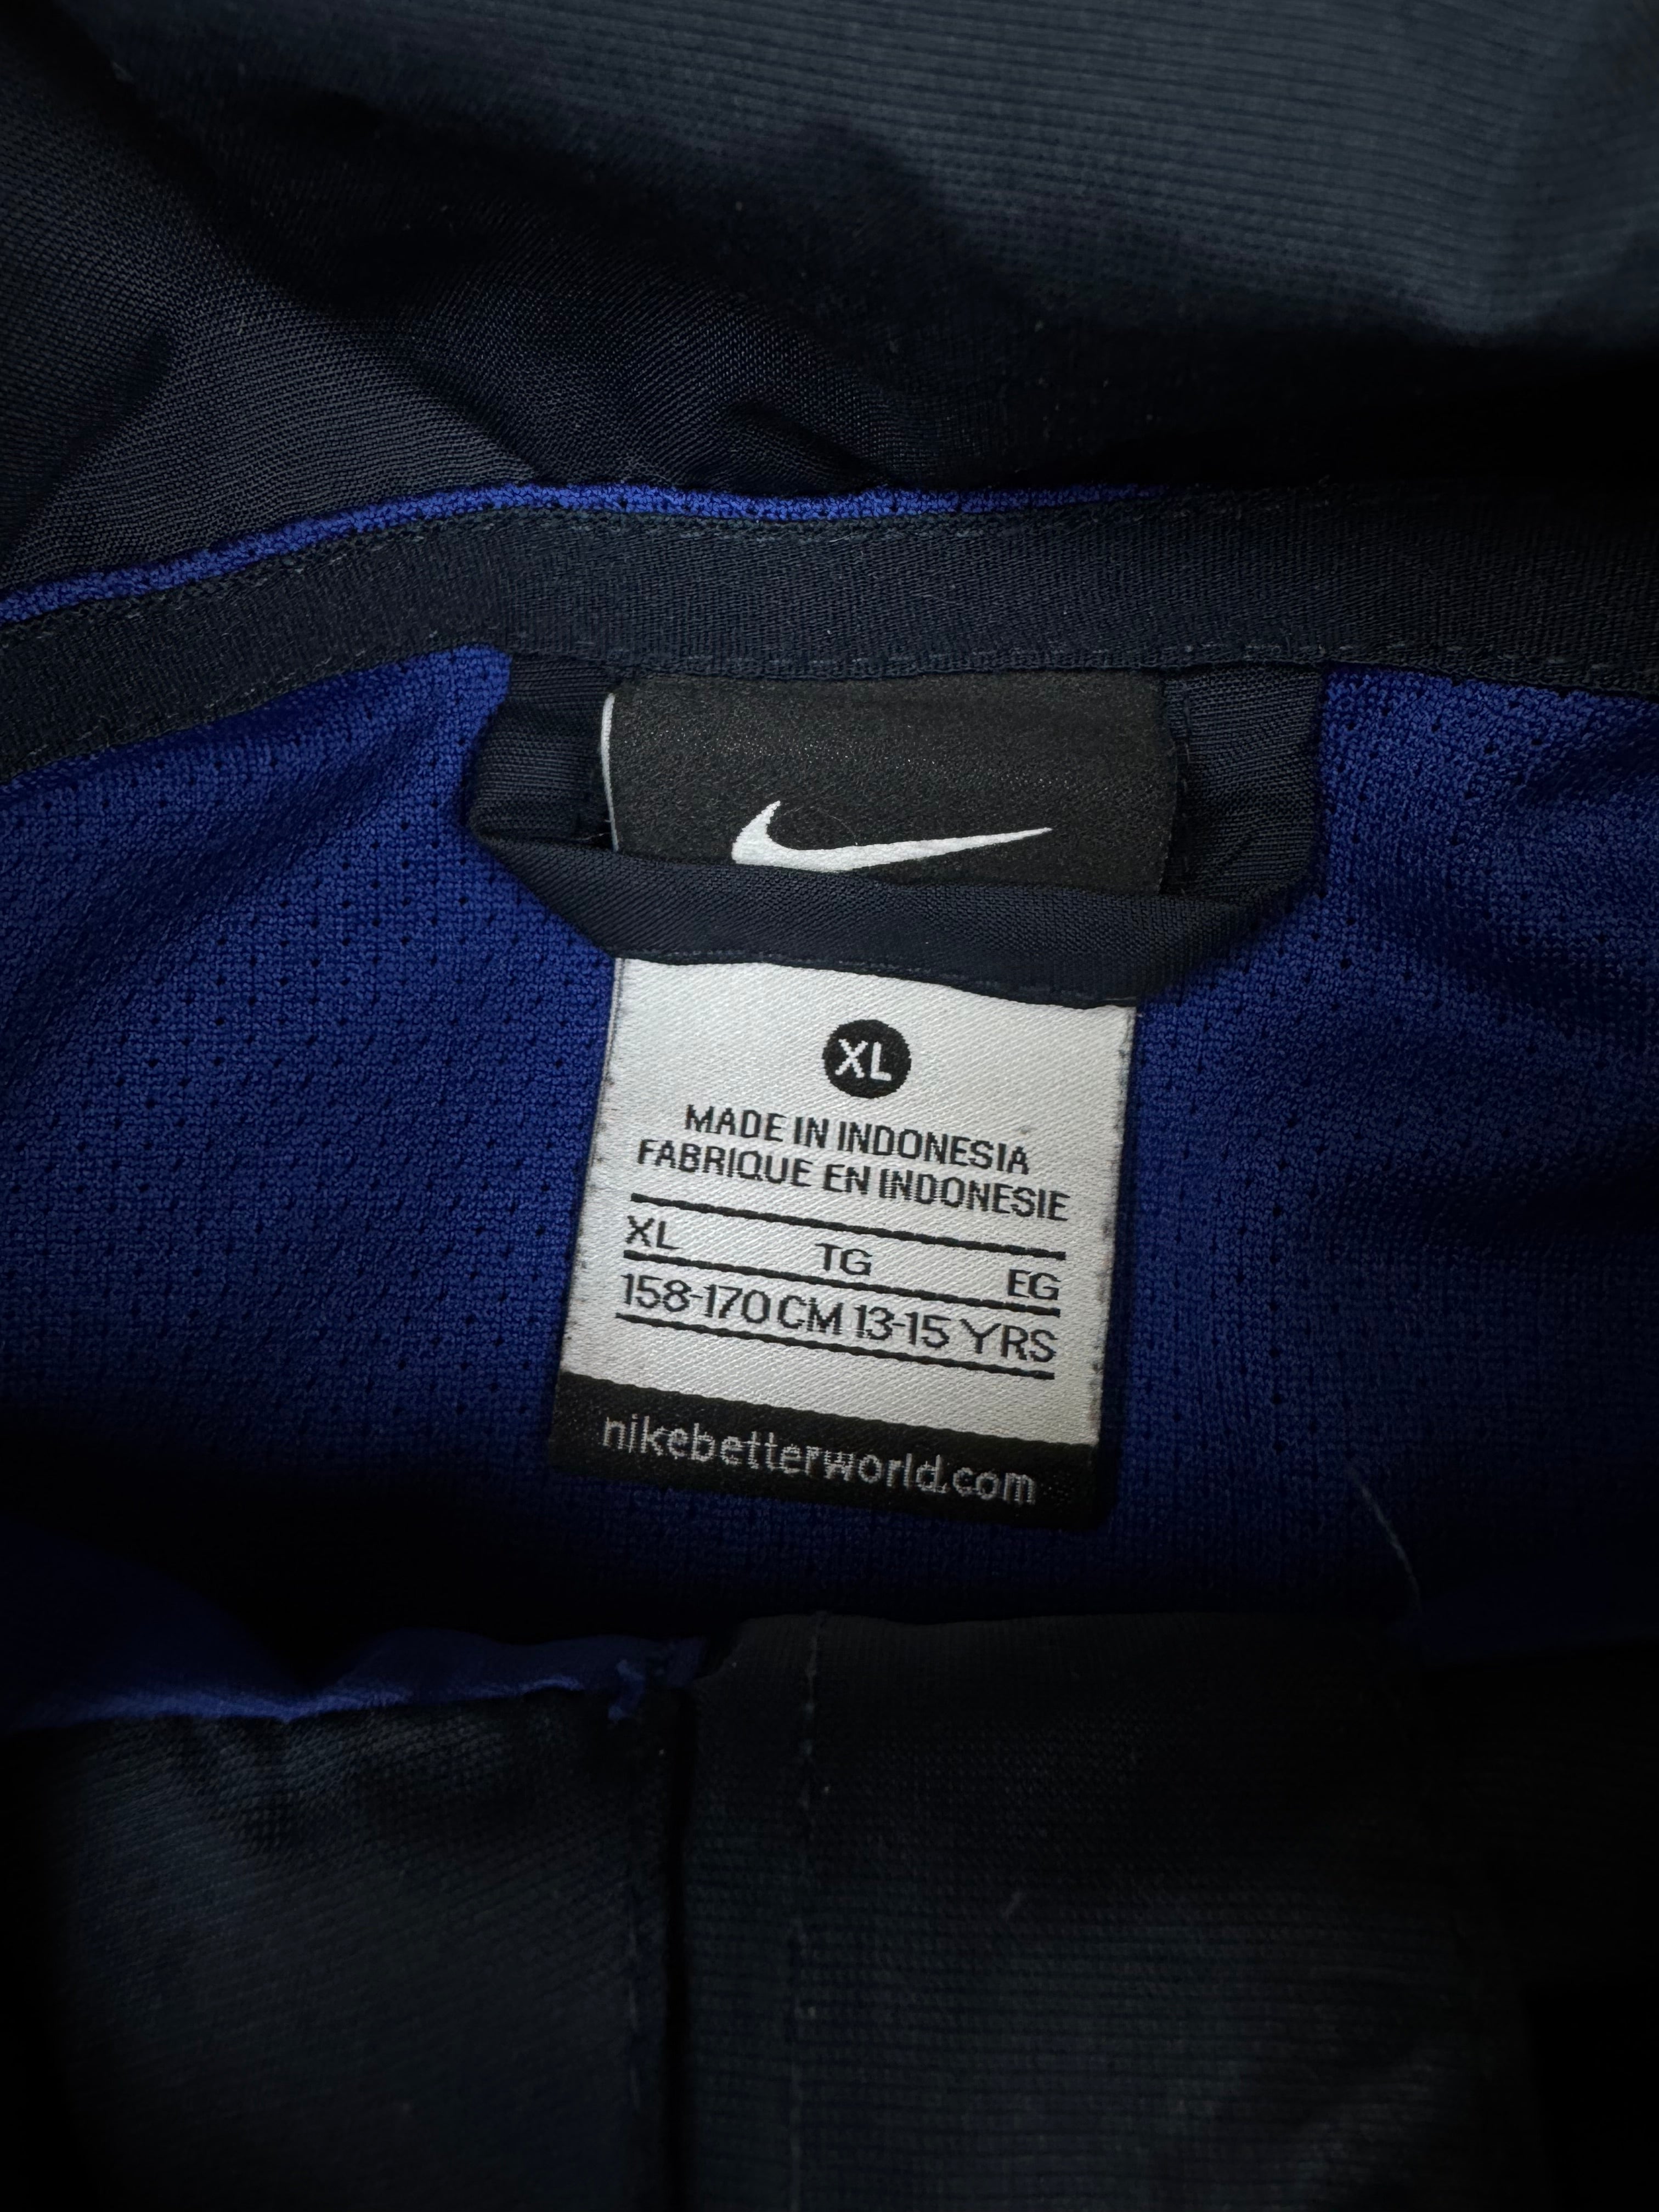 XL
MADE IN INDONESIA
FABRIQUE EN INDONESIE
XL TG EG
158-170 CM 13-15 YRS
nikebetterworld.com